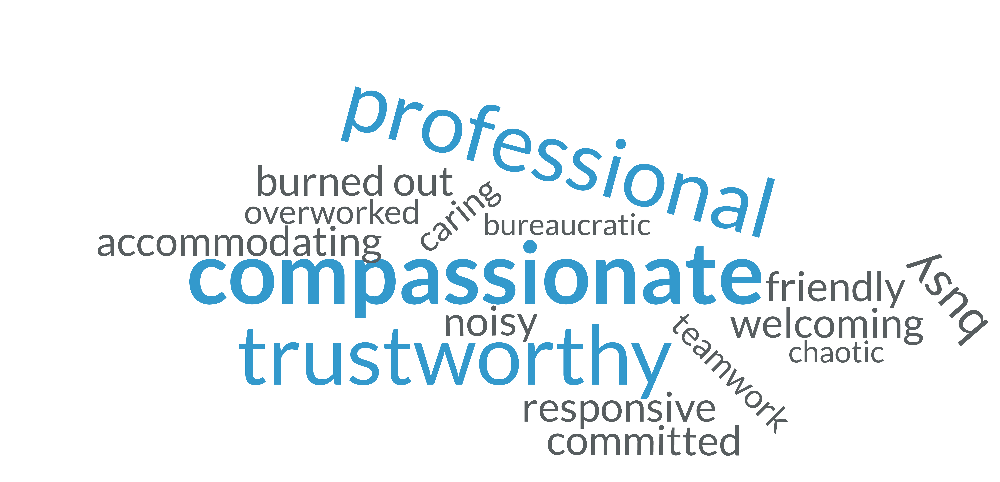 professional
burned out
caring
overworked
bureaucratic
accommodating
compassionate
busy
friendly
noisy
teamwork
welcoming
trustworthy
chaotic
responsive
committed